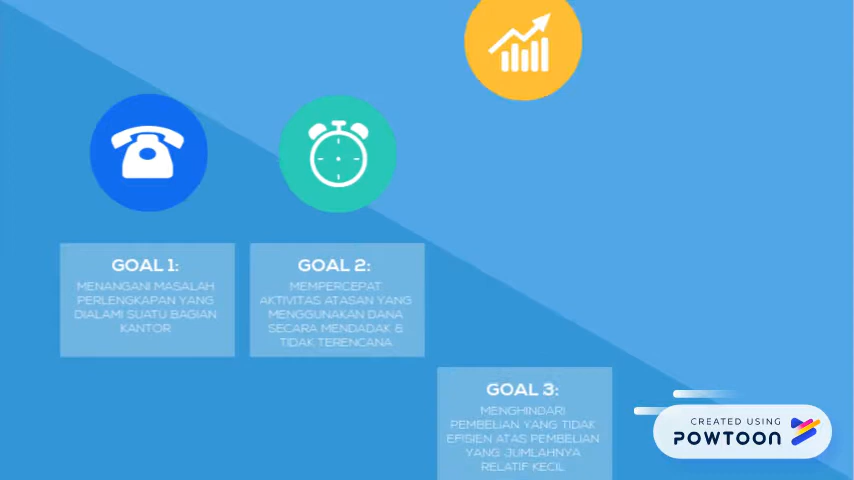 GOAL 1:
MENANGANI MASALAH
PERLENGKAPAN YANG
DIALAMI SUATU BAGIAN
KANTOR
GOAL 2:
MEMPERCEPAT
AKTIVITAS ATASAN YANG
MENGGUNAKAN DANA
SECARA MENDADAK &
TIDAK TERENCANA
GOAL 3:
MENGHINDARI
PEMBELIAN YANG TIDAK
EFISIEN ATAS PEMBELIAN
YANG JUMLAHNYA
RELATIF KECIL
CREATED USING
POWTOON